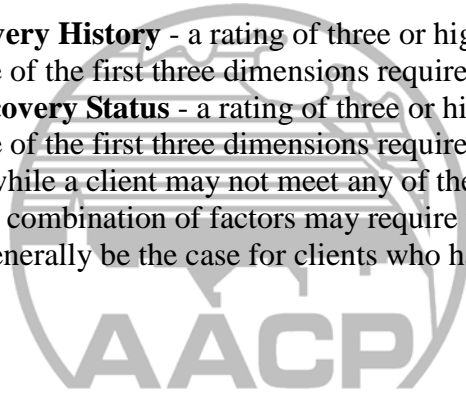 very History - a rating of three or hig
e of the first three dimensions require
covery Status - a rating of three or hi
e of the first three dimensions require
while a client may not meet any of the
combination of factors may require
enerally be the case for clients who h
AACP